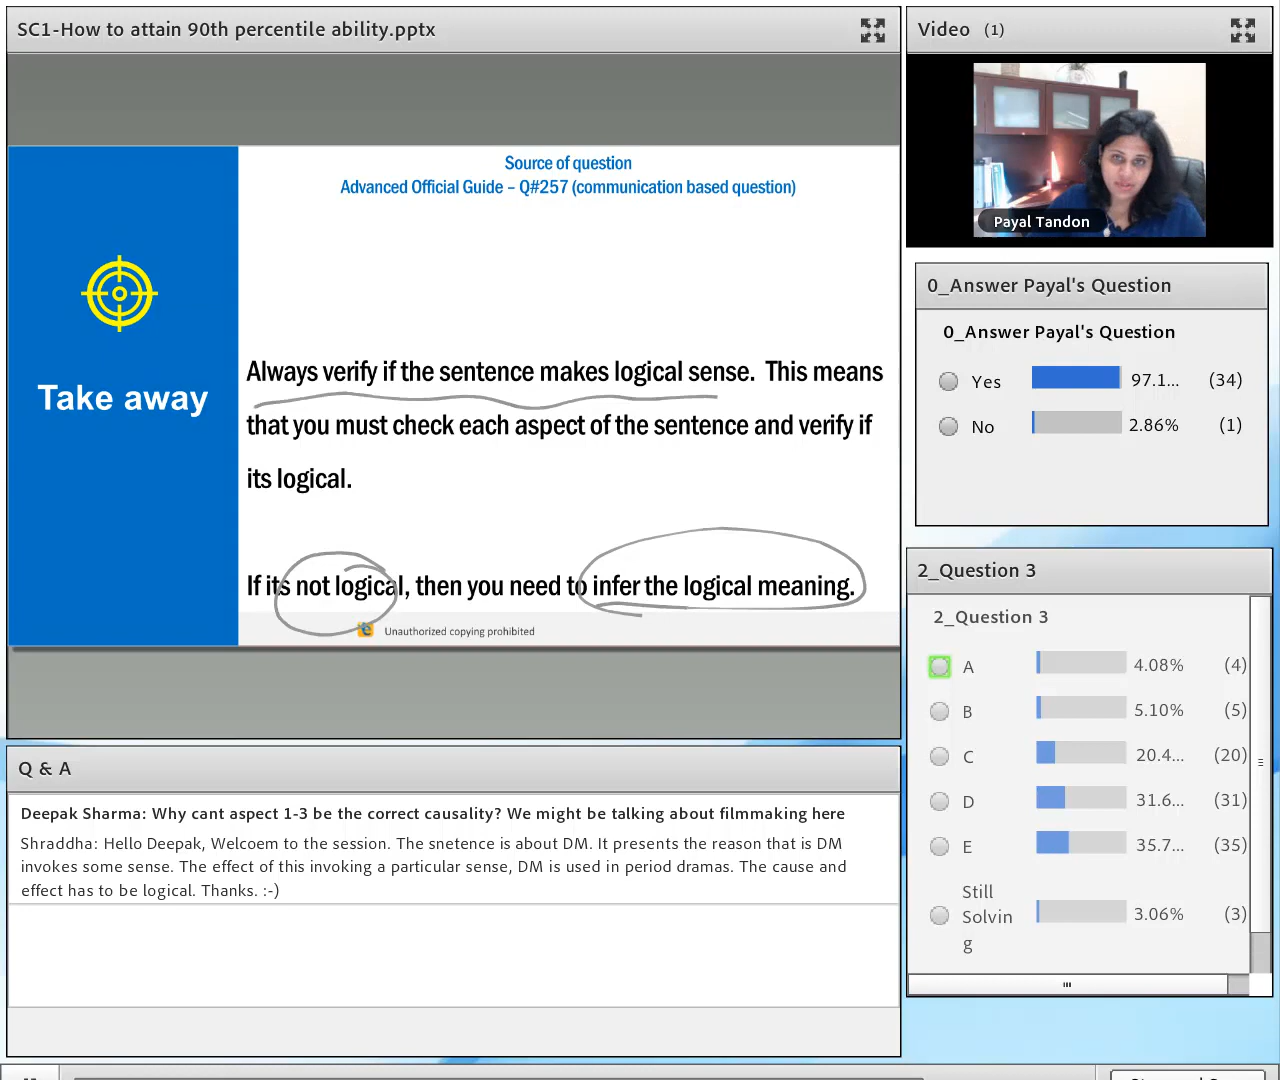 SC1-How to attain 90th percentile ability.pptx
Source of question
Advanced Official Guide – Q#257 (communication based question)
Take away
Always verify if the sentence makes logical sense. This means
that you must check each aspect of the sentence and verify if
its logical.
If its not logical, then you need to infer the logical meaning.
Unauthorized copying prohibited
Q & A
Deepak Sharma: Why cant aspect 1-3 be the correct causality? We might be talking about filmmaking here
Shraddha: Hello Deepak, Welcoem to the session. The snetence is about DM. It presents the reason that is DM
invokes some sense. The effect of this invoking a particular sense, DM is used in period dramas. The cause and
effect has to be logical. Thanks. :-)
Video (1)
Payal Tandon
0_Answer Payal's Question
0_Answer Payal's Question
Yes 97.1... (34)
No 2.86% (1)
2_Question 3
2_Question 3
A 4.08% (4)
B 5.10% (5)
C 20.4... (20)
D 31.6... (31)
E 35.7... (35)
Still
Solvin
g 3.06% (3)